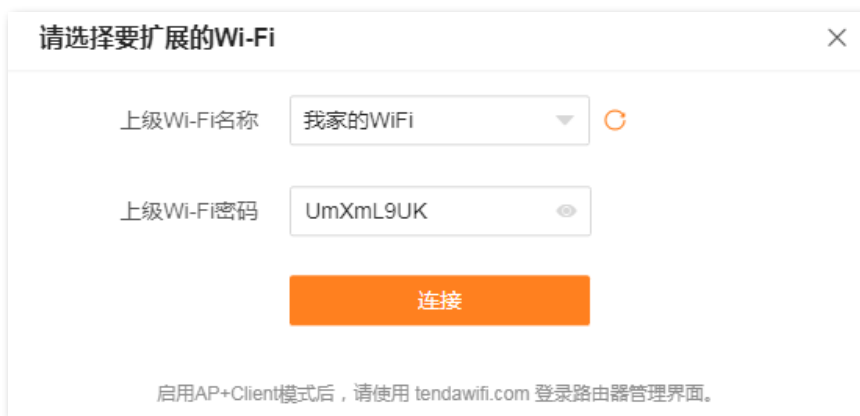 请选择要扩展的Wi-Fi
上级Wi-Fi名称 我家的WiFi
上级Wi-Fi密码 UmXmL9UK
连接
启用AP+Client模式后，请使用 tendawifi.com 登录路由器管理界面。